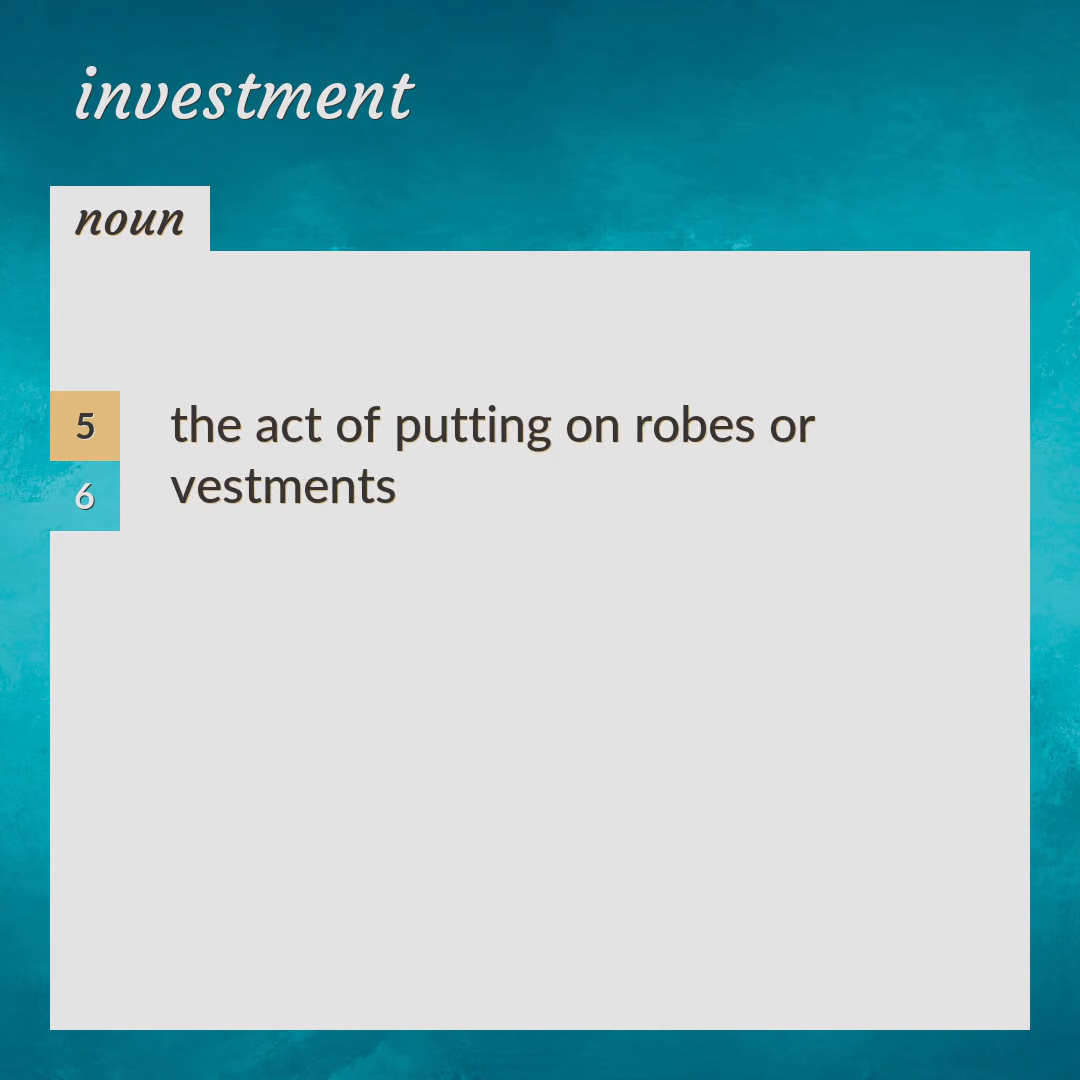 investment
noun
5
the act of putting on robes or
vestments
6